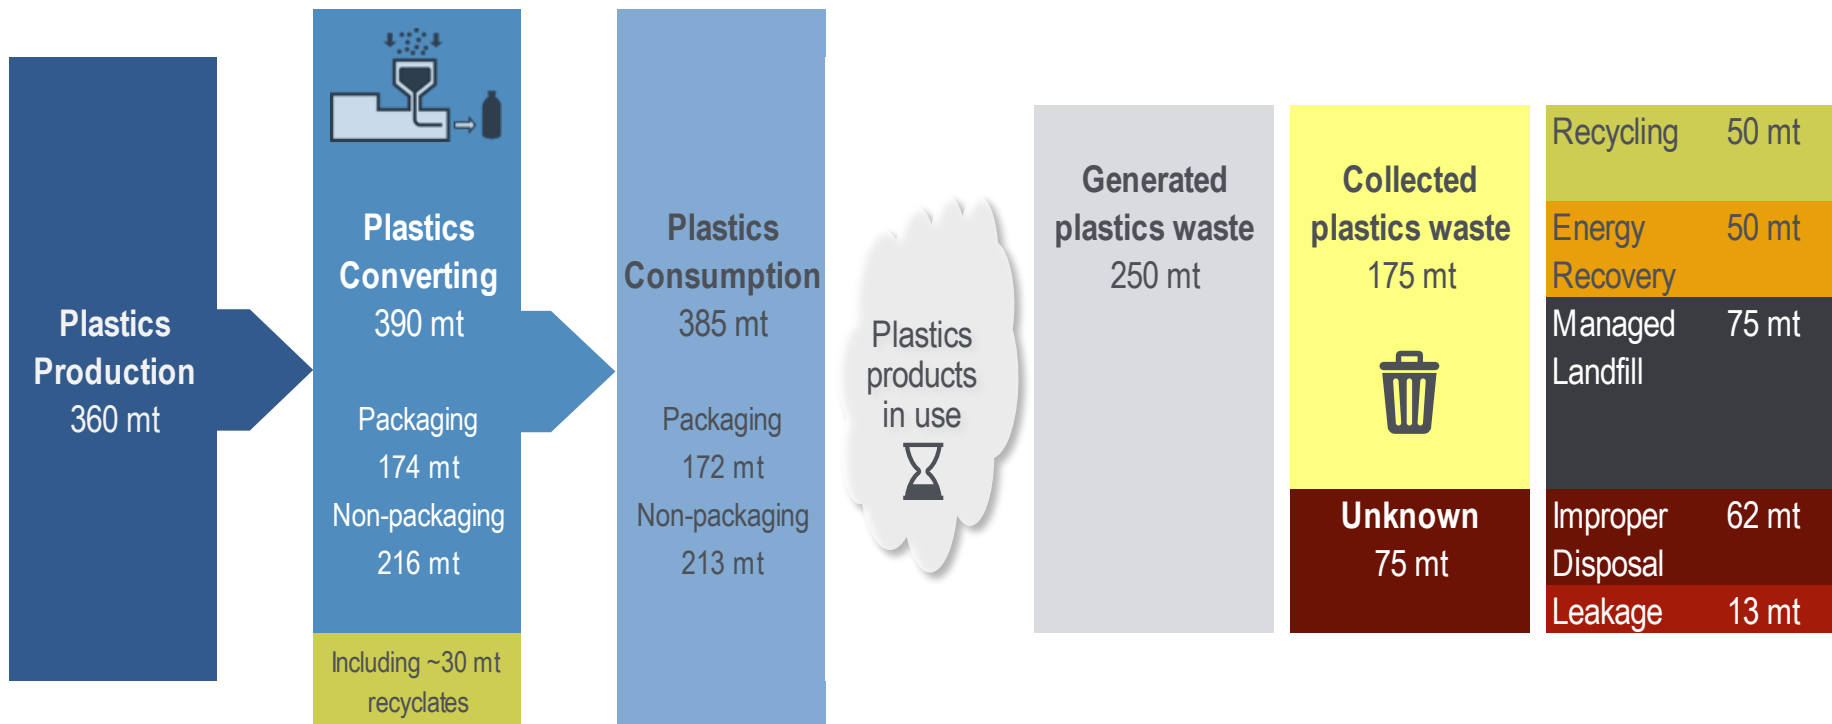 Plastics
Production
360 mt
Plastics
Converting
390 mt
Packaging
174 mt
Non-packaging
216 mt
Including ~30 mt
recyclates
Plastics
Consumption
385 mt
Packaging
172 mt
Non-packaging
213 mt
Plastics
products
in use
Generated
plastics waste
250 mt
Collected
plastics waste
175 mt
Unknown
75 mt
Recycling 50 mt
Energy 50 mt
Recovery
Managed 75 mt
Landfill
Improper 62 mt
Disposal
Leakage 13 mt